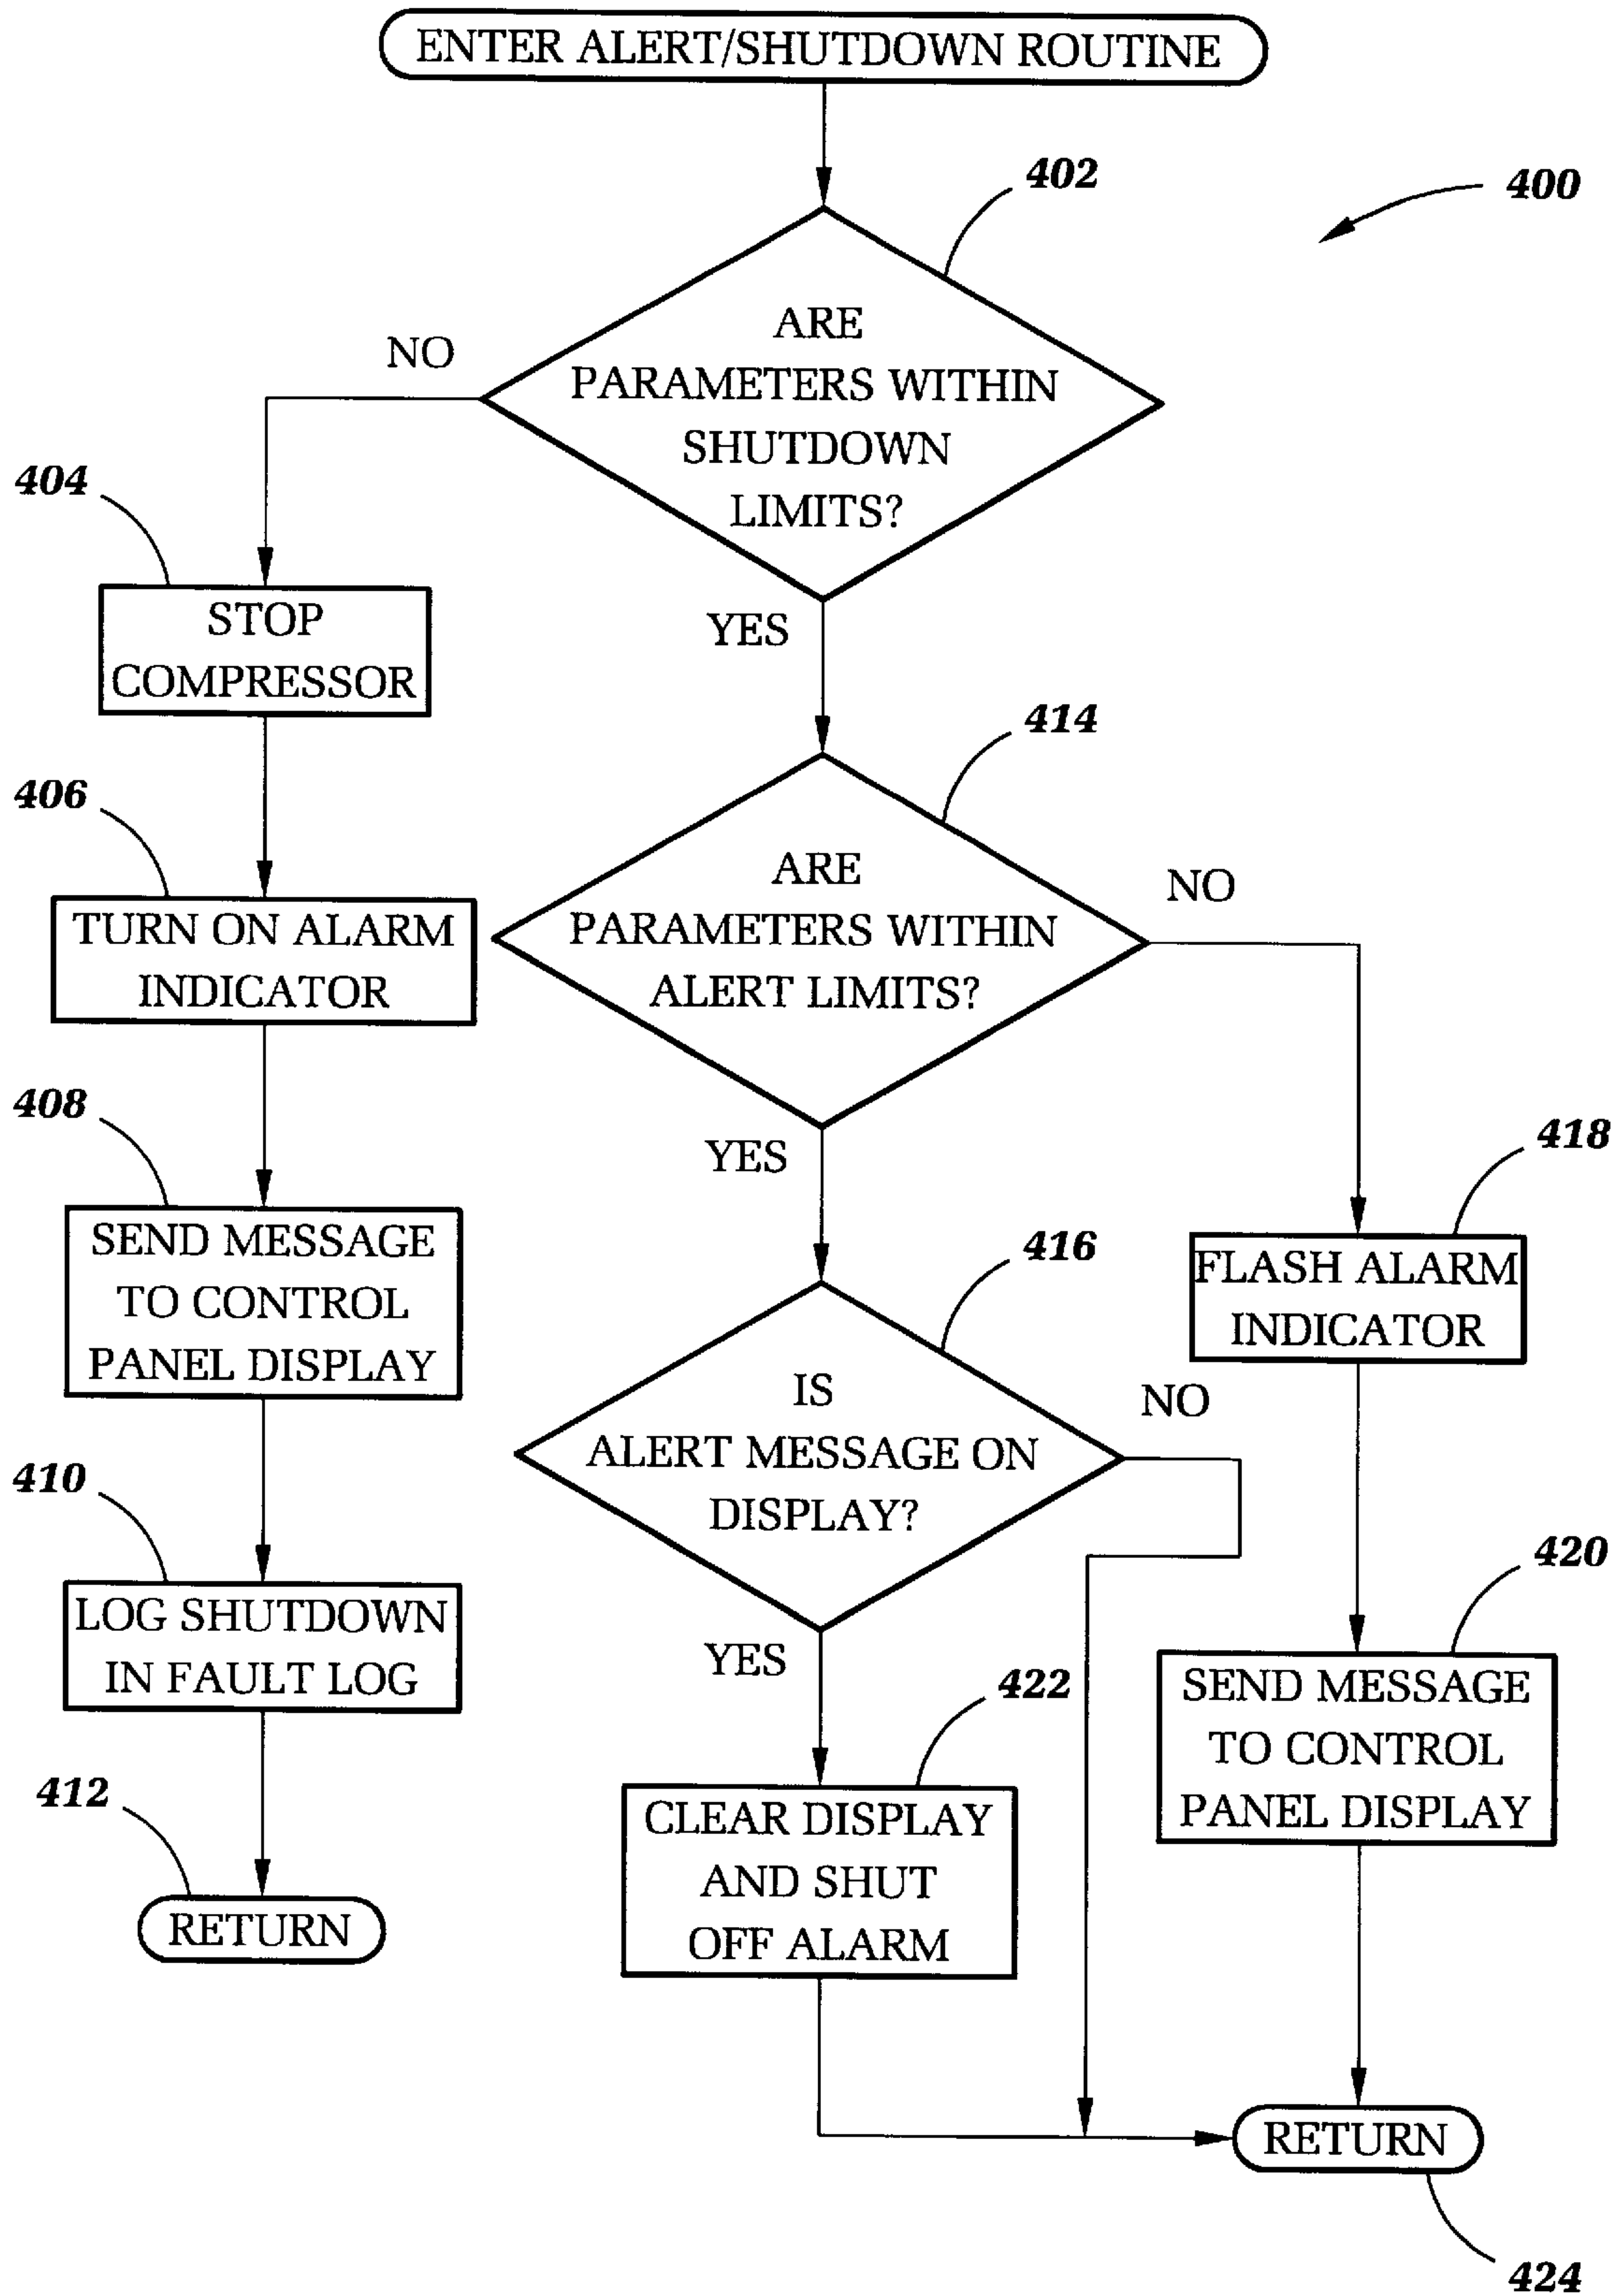 ENTER ALERT/SHUTDOWN ROUTINE
402
400
ARE
PARAMETERS WITHIN
SHUTDOWN
LIMITS?
NO
YES
404
STOP
COMPRESSOR
406
TURN ON ALARM
INDICATOR
408
SEND MESSAGE
TO CONTROL
PANEL DISPLAY
410
LOG SHUTDOWN
IN FAULT LOG
412
RETURN
414
ARE
PARAMETERS WITHIN
ALERT LIMITS?
NO
YES
416
IS
ALERT MESSAGE ON
DISPLAY?
NO
YES
422
CLEAR DISPLAY
AND SHUT
OFF ALARM
418
FLASH ALARM
INDICATOR
420
SEND MESSAGE
TO CONTROL
PANEL DISPLAY
RETURN
424